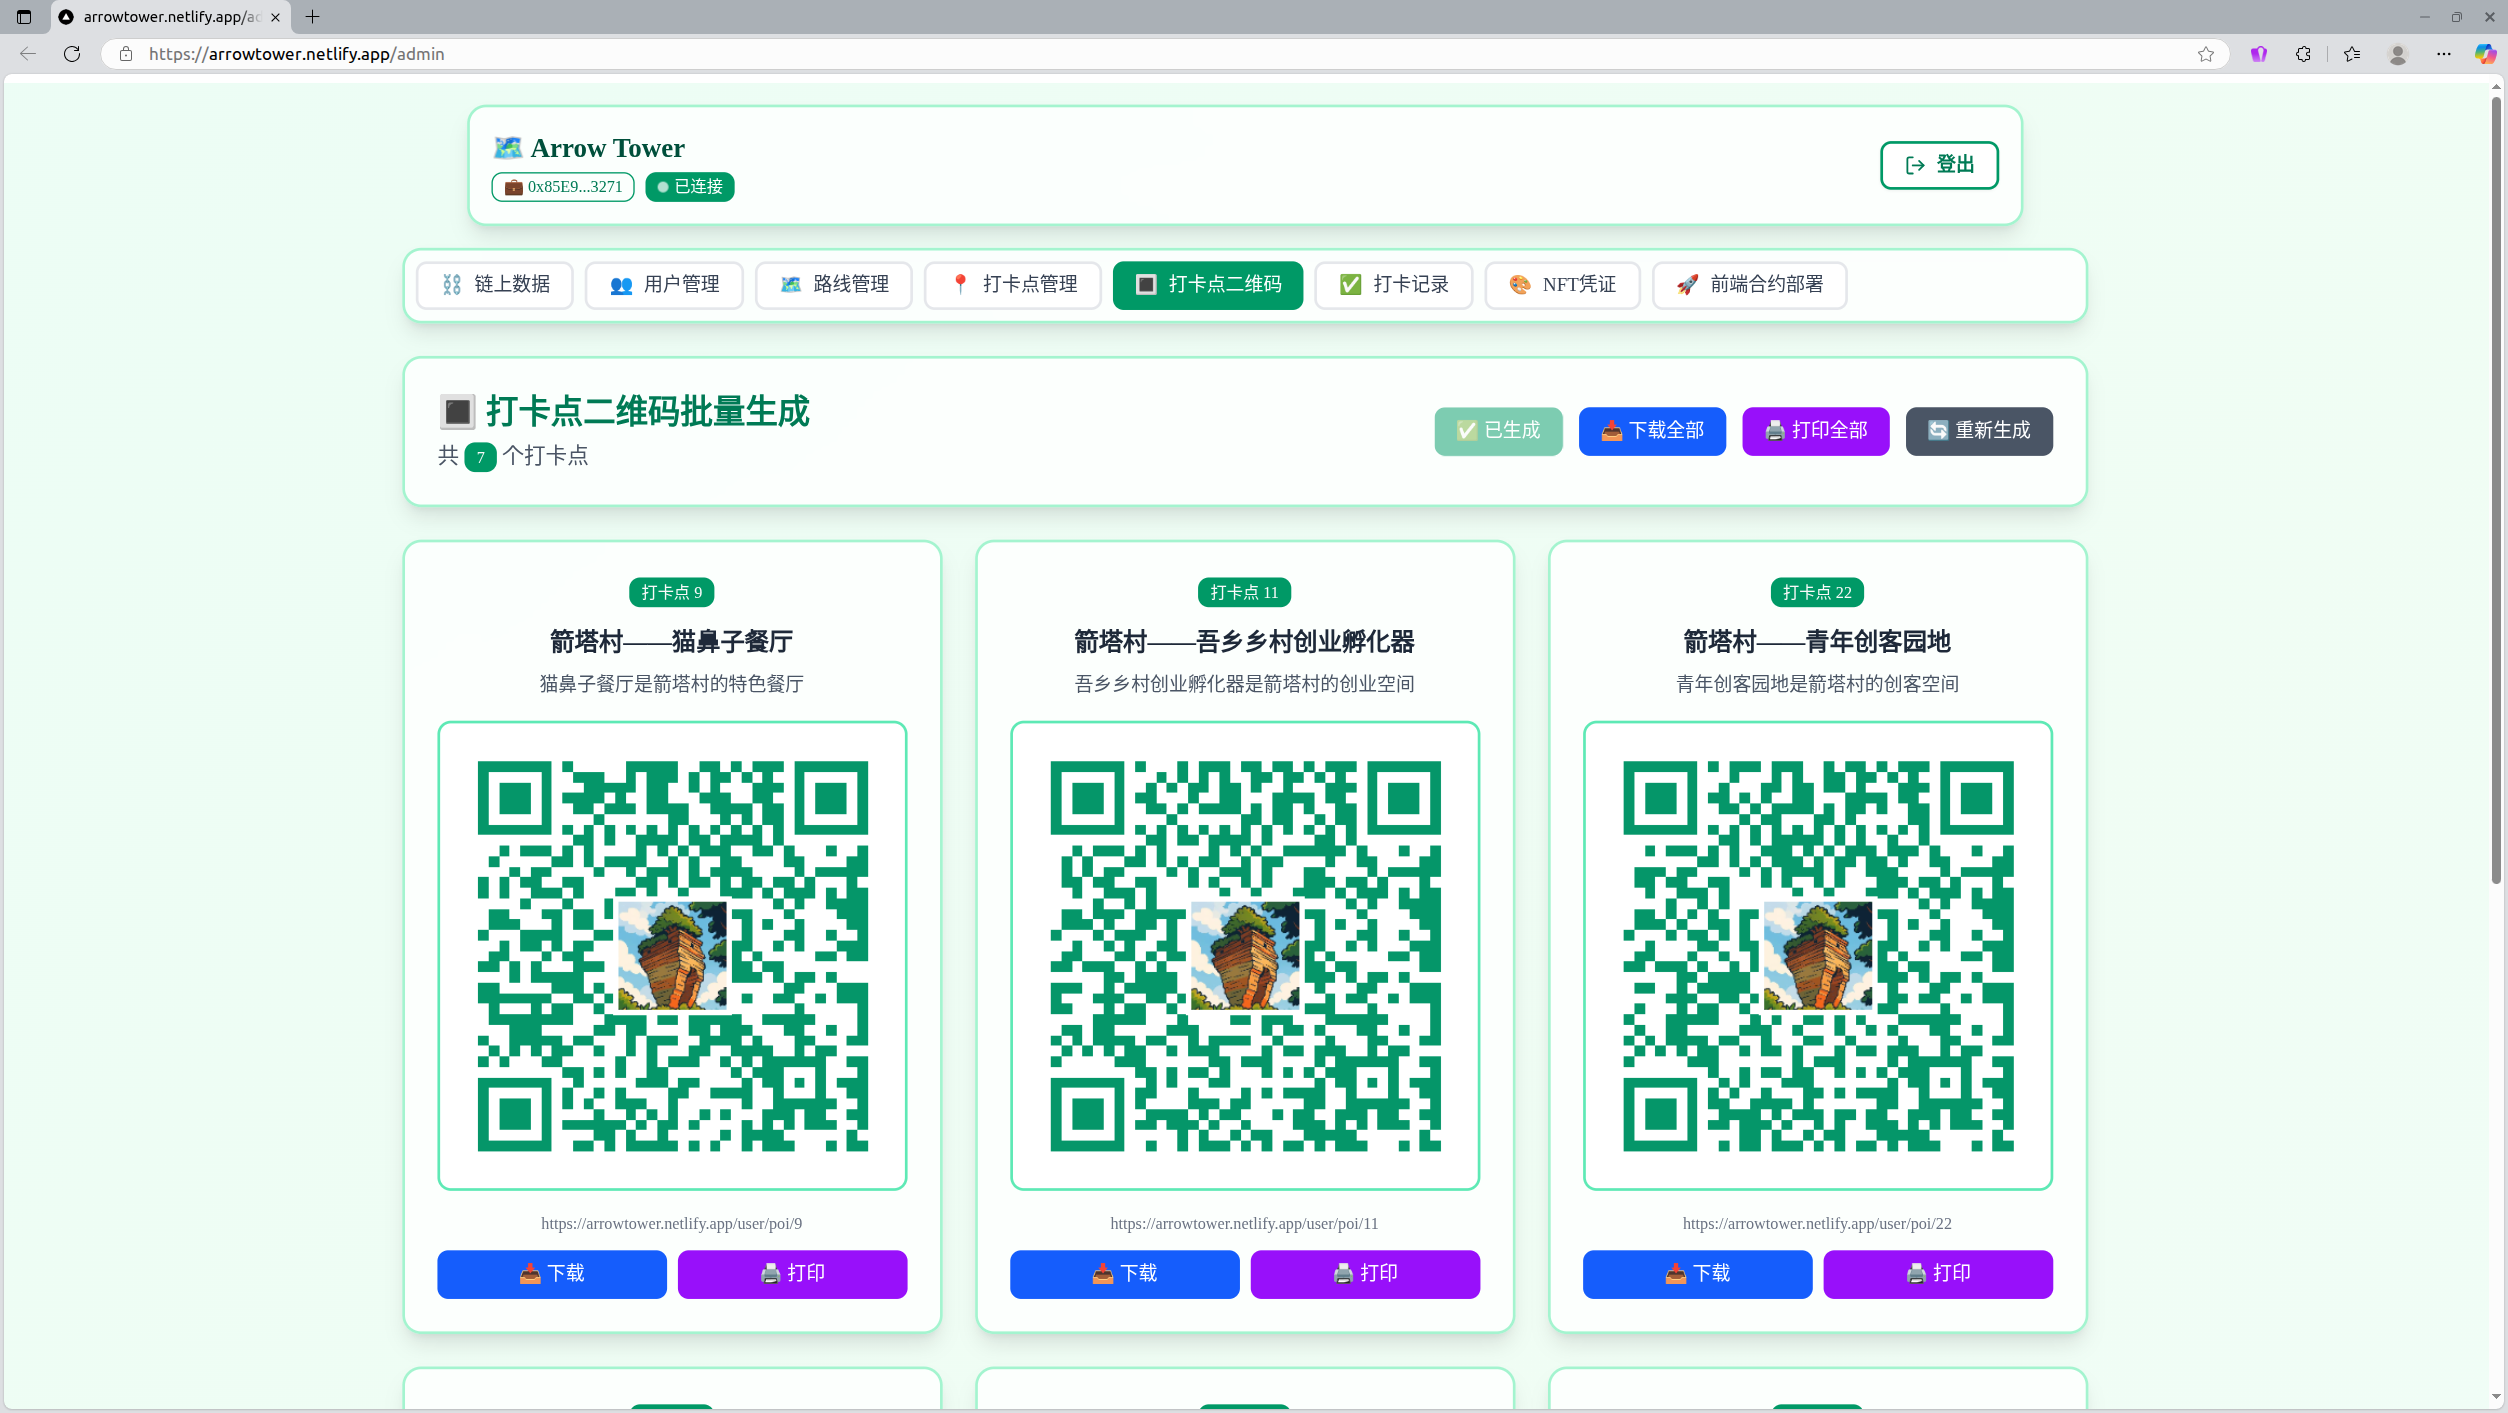 arrowtower.netlify.app/ad
https://arrowtower.netlify.app/admin
Arrow Tower
0x85E9...3271 已连接
登出
链上数据 用户管理 路线管理 打卡点管理 打卡点二维码 打卡记录 NFT凭证 前端合约部署
打卡点二维码批量生成
共 7 个打卡点
已生成 下载全部 打印全部 重新生成
打卡点 9
箭塔村——猫鼻子餐厅
猫鼻子餐厅是箭塔村的特色餐厅
https://arrowtower.netlify.app/user/poi/9
下载 打印
打卡点 11
箭塔村——吾乡乡村创业孵化器
吾乡乡村创业孵化器是箭塔村的创业空间
https://arrowtower.netlify.app/user/poi/11
下载 打印
打卡点 22
箭塔村——青年创客园地
青年创客园地是箭塔村的创客空间
https://arrowtower.netlify.app/user/poi/22
下载 打印